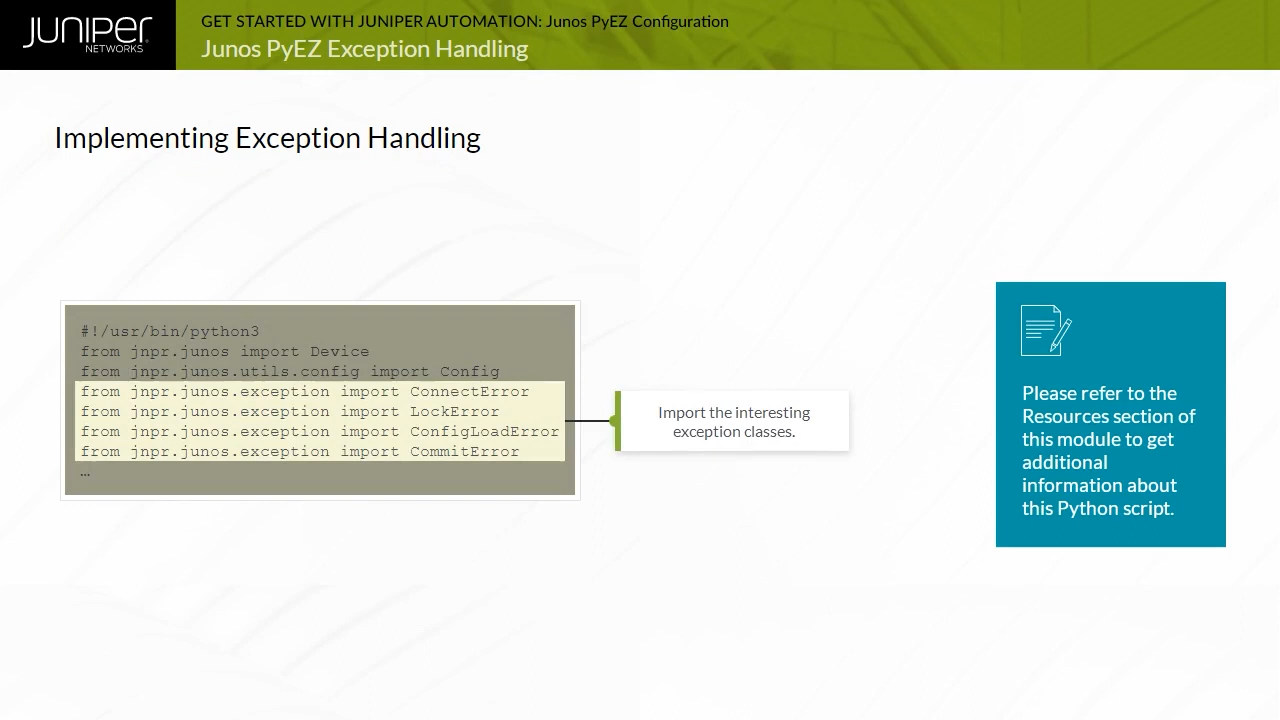 JUNIPER
NETWORKS
GET STARTED WITH JUNIPER AUTOMATION: Junos PyEZ Configuration
Junos PyEZ Exception Handling
Implementing Exception Handling
#!/usr/bin/python3
from jnpr.junos import Device
from jnpr.junos.utils.config import Config
from jnpr.junos.exception import ConnectError
from jnpr.junos.exception import LockError
from jnpr.junos.exception import ConfigLoadError
from jnpr.junos.exception import CommitError
…
Import the interesting
exception classes.
Please refer to the
Resources section of
this module to get
additional
information about
this Python script.